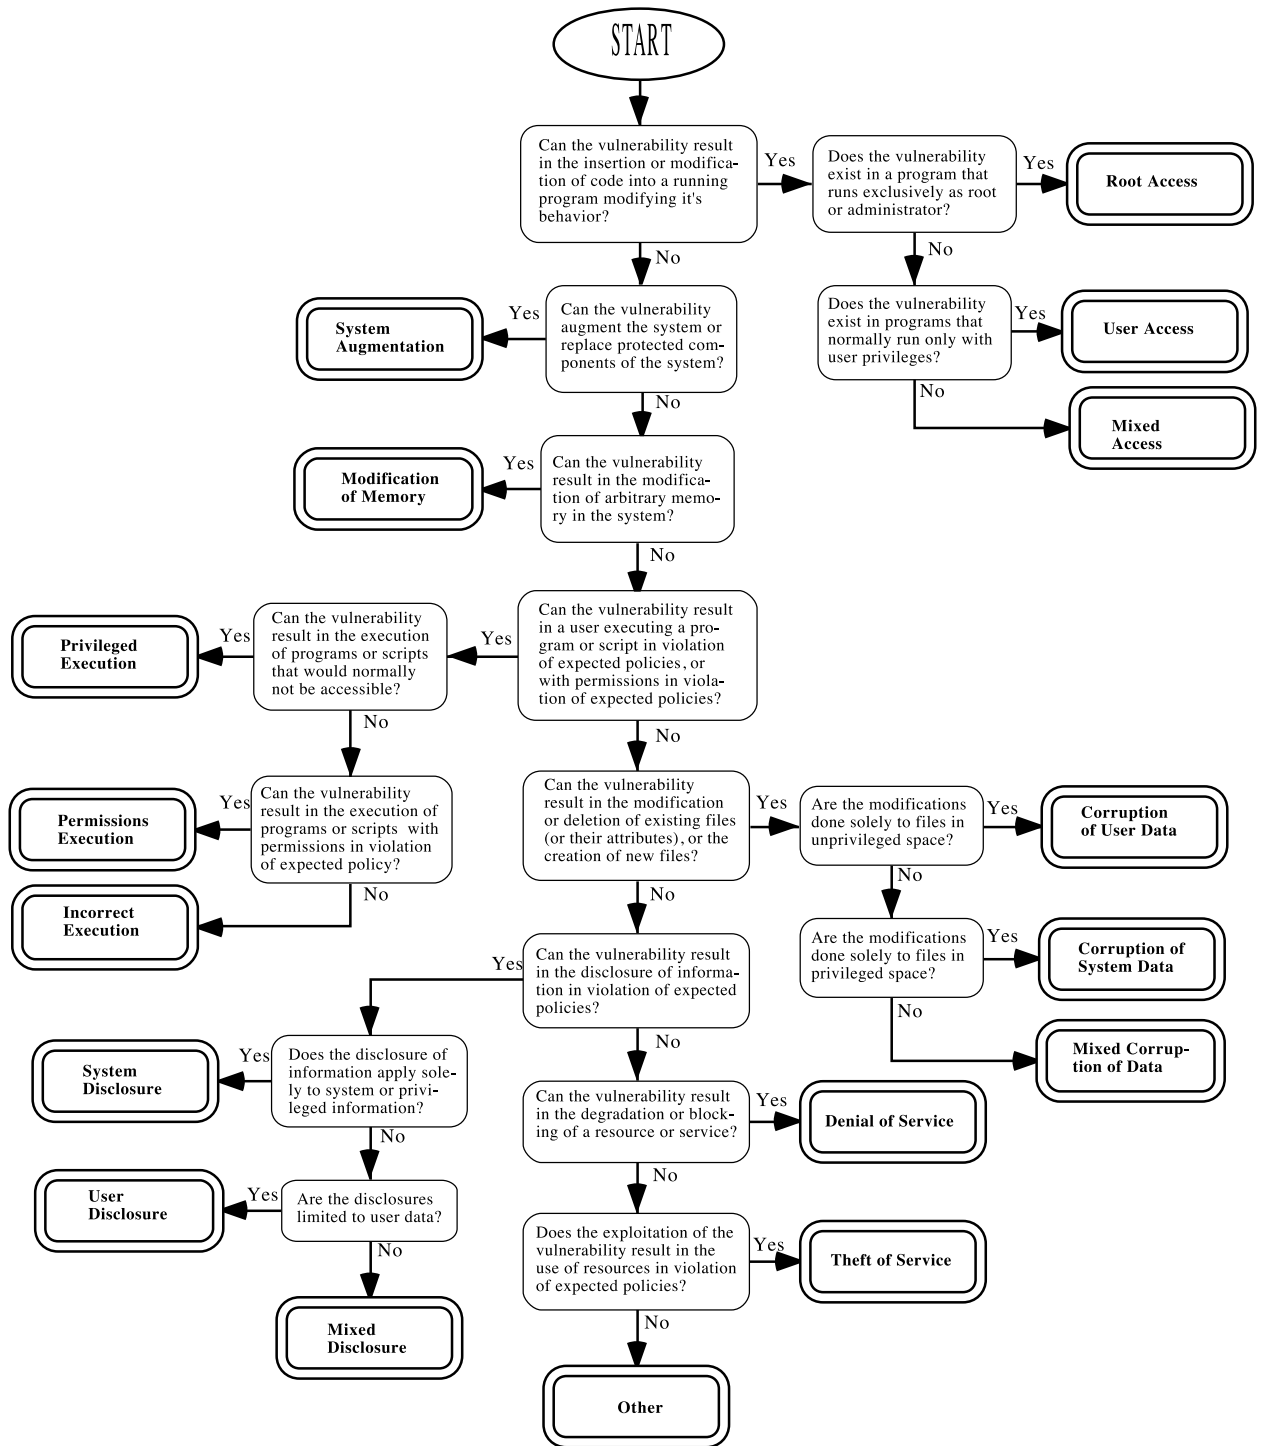 START
Can the vulnerability result
in the insertion or modifica-
tion of code into a running
program modifying it's
behavior?
Yes
Does the vulnerability
exist in a program that
runs exclusively as root
or administrator?
Yes
Root Access
No
No
System
Augmentation
Yes
Can the vulnerability
augment the system or
replace protected com-
ponents of the system?
Does the vulnerability
exist in programs that
normally run only with
user privileges?
Yes
User Access
No
No
Mixed
Access
Modification
of Memory
Yes
Can the vulnerability
result in the modifica-
tion of arbitrary memo-
ry in the system?
No
Privileged
Execution
Yes
Can the vulnerability
result in the execution
of programs or scripts
that would normally
not be accessible?
Yes
Can the vulnerability result
in a user executing a pro-
gram or script in violation
of expected policies, or
with permissions in viola-
tion of expected policies?
No
No
Permissions
Execution
Yes
Can the vulnerability
result in the execution of
programs or scripts with
permissions in violation
of expected policy?
Can the vulnerability
result in the modification
or deletion of existing files
(or their attributes), or the
creation of new files?
Yes
Are the modifications
done solely to files in
unprivileged space?
Yes
Corruption
of User Data
No
No
No
Incorrect
Execution
Yes
Can the vulnerability result
in the disclosure of informa-
tion in violation of expected
policies?
Are the modifications
done solely to files in
privileged space?
Yes
Corruption of
System Data
No
No
Mixed Corrup-
tion of Data
System
Disclosure
Yes
Does the disclosure of
information apply sole-
ly to system or privi-
leged information?
Can the vulnerability result
in the degradation or block-
ing of a resource or service?
Yes
Denial of Service
No
No
User
Disclosure
Yes
Are the disclosures
limited to user data?
No
Does the exploitation of the
vulnerability result in the
use of resources in violation
of expected policies?
Yes
Theft of Service
Mixed
Disclosure
No
Other